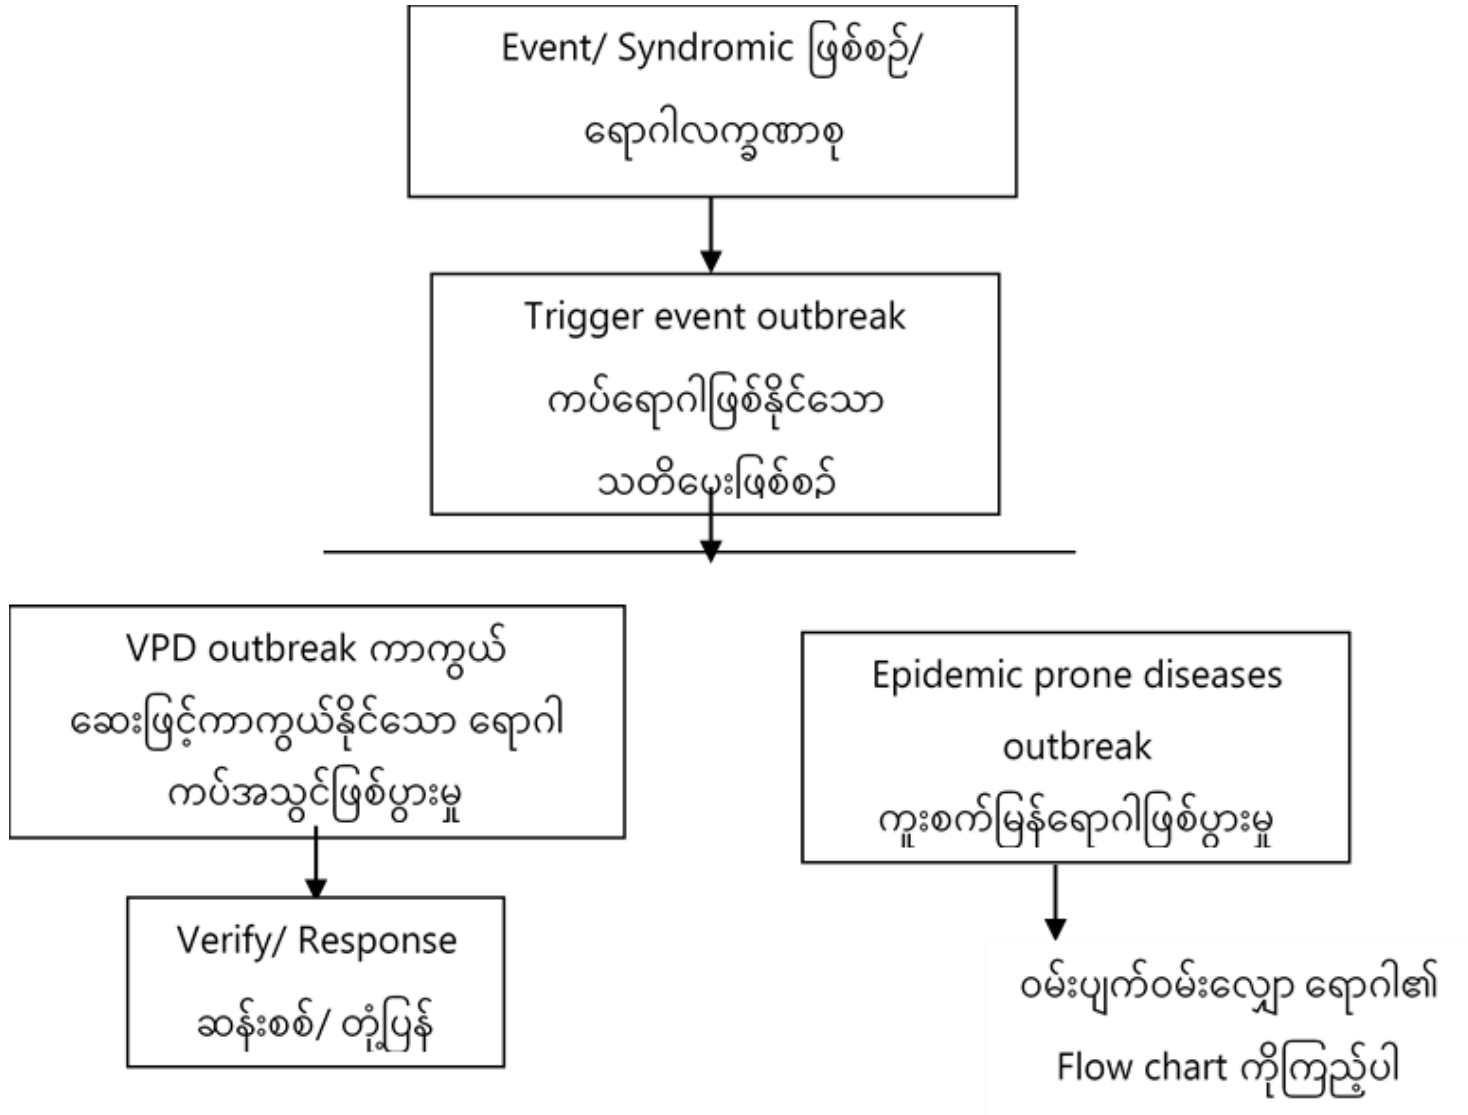 Event/ Syndromic ဖြစ်စဉ်/
ရောဂါလက္ခဏာစု
Trigger event outbreak
ကပ်ရောဂါဖြစ်နိုင်သော
သတိပေးဖြစ်စဉ်
VPD outbreak ကာကွယ်
ဆေးဖြင့်ကာကွယ်နိုင်သော ရောဂါ
ကပ်အသွင်ဖြစ်ပွားမှု
Verify/ Response
ဆန်းစစ်/ တုံ့ပြန်
Epidemic prone diseases
outbreak
ကူးစက်မြန်ရောဂါဖြစ်ပွားမှု
ဝမ်းပျက်ဝမ်းလျှော ရောဂါ၏
Flow chart ကိုကြည့်ပါ